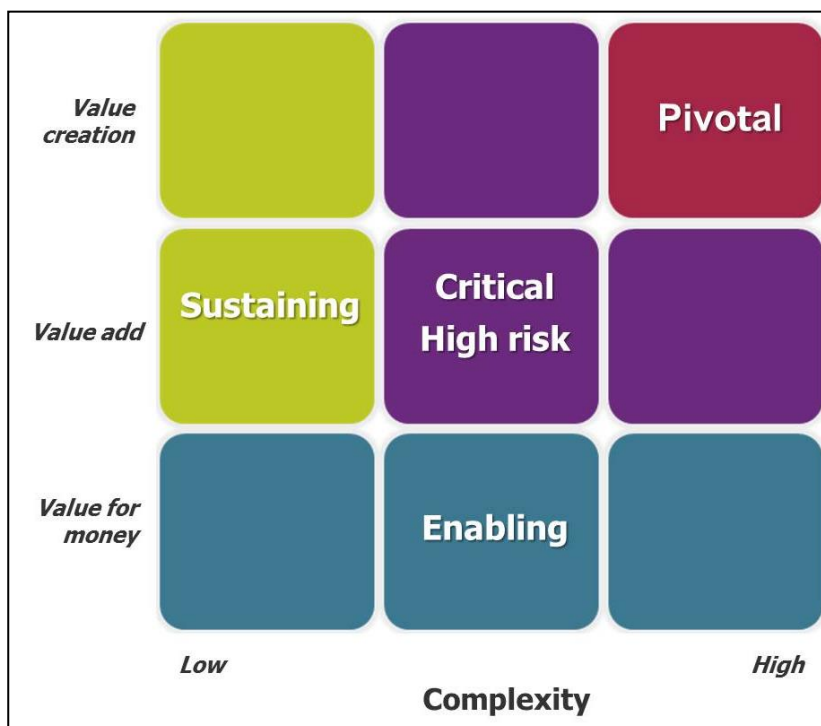 Value
creation
Pivotal
Value add
Sustaining
Critical
High risk
Value for
money
Enabling
Low
High
Complexity